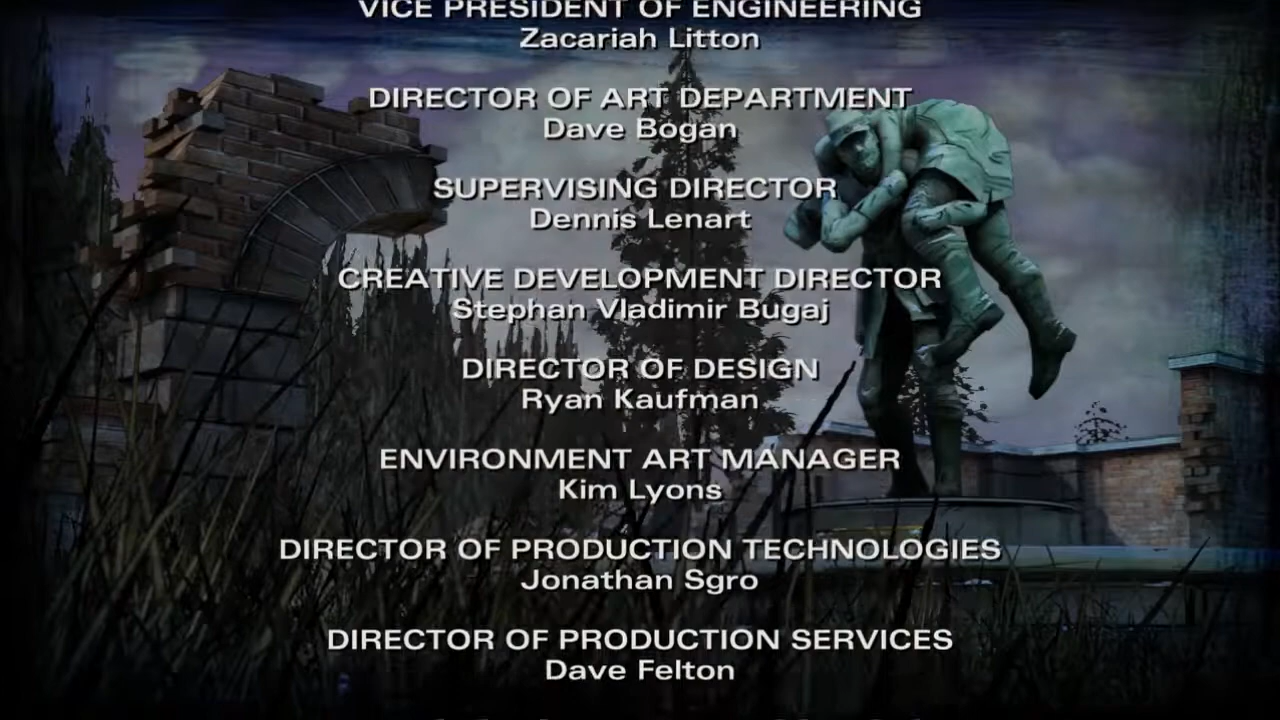 VICE PRESIDENT OF ENGINEERING
Zacariah Litton
DIRECTOR OF ART DEPARTMENT
Dave Bogan
SUPERVISING DIRECTOR
Dennis Lenart
CREATIVE DEVELOPMENT DIRECTOR
Stephan Vladimir Bugaj
DIRECTOR OF DESIGN
Ryan Kaufman
ENVIRONMENT ART MANAGER
Kim Lyons
DIRECTOR OF PRODUCTION TECHNOLOGIES
Jonathan Sgro
DIRECTOR OF PRODUCTION SERVICES
Dave Felton